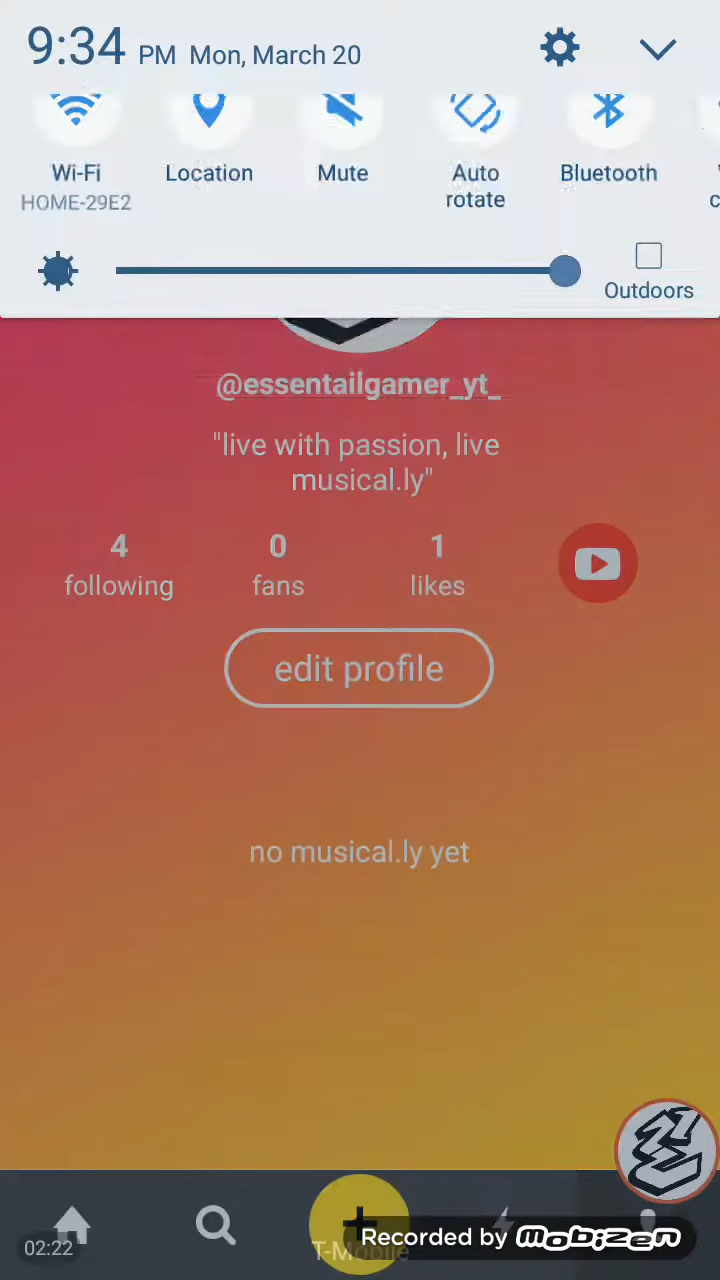 9:34 PM Mon, March 20
Wi-Fi
HOME-29E2
Location
Mute
Auto
rotate
Bluetooth
Outdoors
@essentailgamer_yt_
"live with passion, live
musical.ly"
4 0 1
following fans likes
edit profile
no musical.ly yet
02:22
T-Mobile
Recorded by mobizen